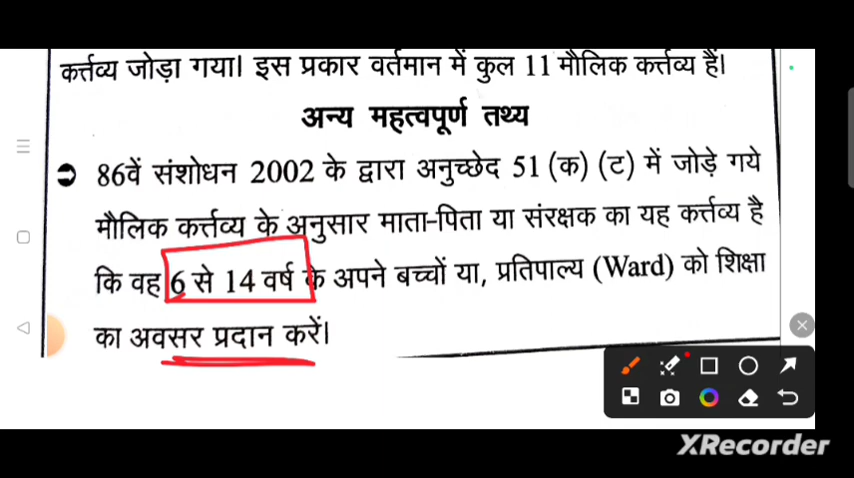 कर्त्तव्य जोड़ा गया। इस प्रकार वर्तमान में कुल 11 मौलिक कर्त्तव्य हैं।
अन्य महत्वपूर्ण तथ्य
➲ 86वें संशोधन 2002 के द्वारा अनुच्छेद 51 (क) (ट) में जोड़े गये
मौलिक कर्त्तव्य के अनुसार माता-पिता या संरक्षक का यह कर्त्तव्य है
कि वह 6 से 14 वर्ष के अपने बच्चों या, प्रतिपाल्य (Ward) को शिक्षा
का अवसर प्रदान करें।
XRecorder